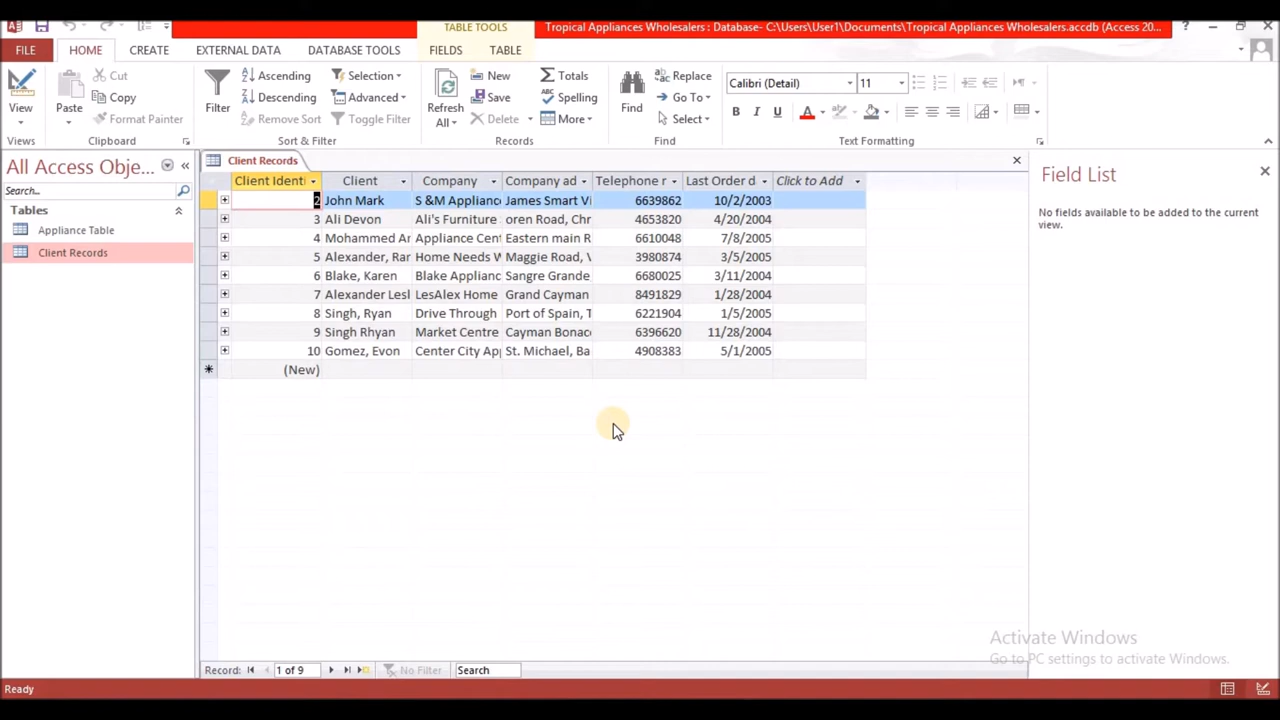 TABLE TOOLS
Tropical Appliances Wholesalers : Database- C:\Users\User1\Documents\Tropical Appliances Wholesalers.accdb (Access 20...
FILE HOME CREATE EXTERNAL DATA DATABASE TOOLS FIELDS TABLE
View
Views
Paste
Cut
Copy
Format Painter
Clipboard
Filter
Ascending
Descending
Remove Sort
Selection
Advanced
Toggle Filter
Sort & Filter
Refresh
All
New
Save
Delete
Totals
Spelling
More
Records
Find
Replace
Go To
Select
Find
Calibri (Detail) 11
B I U A
Text Formatting
All Access Obje...
Search...
Tables
Appliance Table
Client Records
Client Records
Client Identi Client Company Company ad Telephone r Last Order d Click to Add
2 John Mark S &M Applianc James Smart Vi 6639862 10/2/2003
3 Ali Devon Ali's Furniture oren Road, Chr 4653820 4/20/2004
4 Mohammed Ar Appliance Cent Eastern main R 6610048 7/8/2005
5 Alexander, Rar Home Needs W Maggie Road, V 3980874 3/5/2005
6 Blake, Karen Blake Applianc Sangre Grande 6680025 3/11/2004
7 Alexander Lesl LesAlex Home Grand Cayman 8491829 1/28/2004
8 Singh, Ryan Drive Through Port of Spain, T 6221904 1/5/2005
9 Singh Rhyan Market Centre Cayman Bonac 6396620 11/28/2004
10 Gomez, Evon Center City Ap St. Michael, Ba 4908383 5/1/2005
(New)
Field List
No fields available to be added to the current
view.
Activate Windows
Go to PC settings to activate Windows.
Record: 1 of 9 No Filter Search
Ready